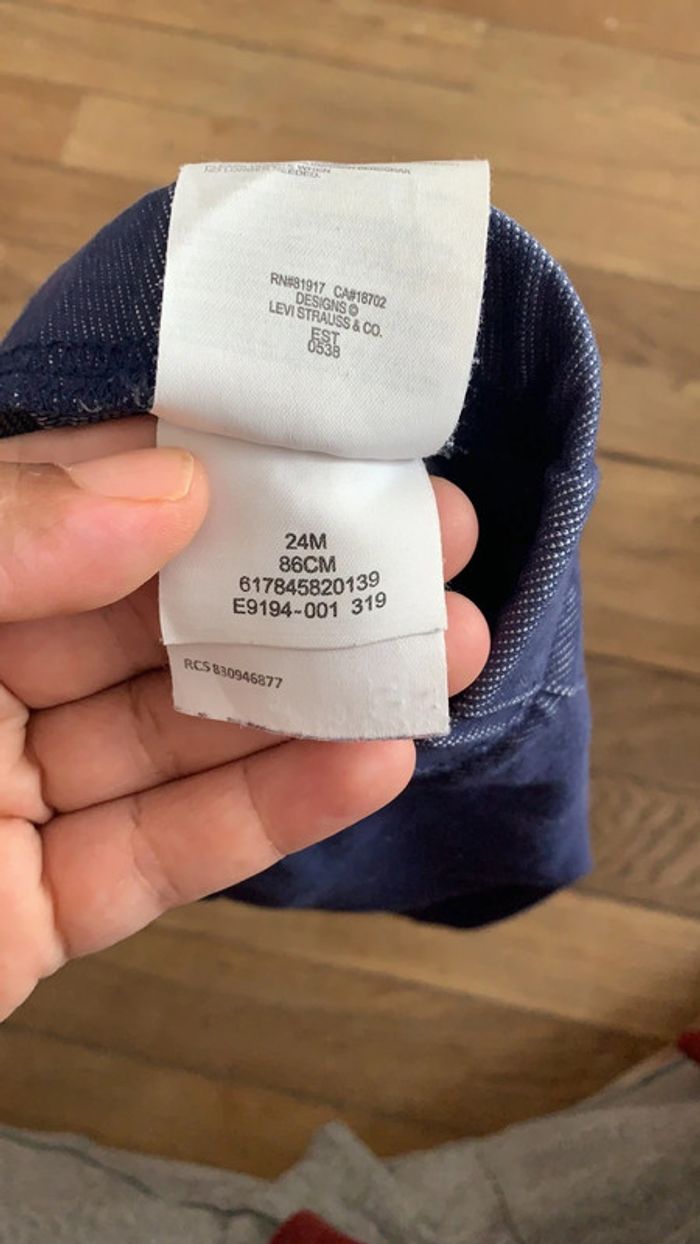 RN#81917 CA#18702
DESIGNS ©
LEVI STRAUSS & CO.
EST
0538
24M
86CM
617845820139
E9194-001 319
RCS 830946877